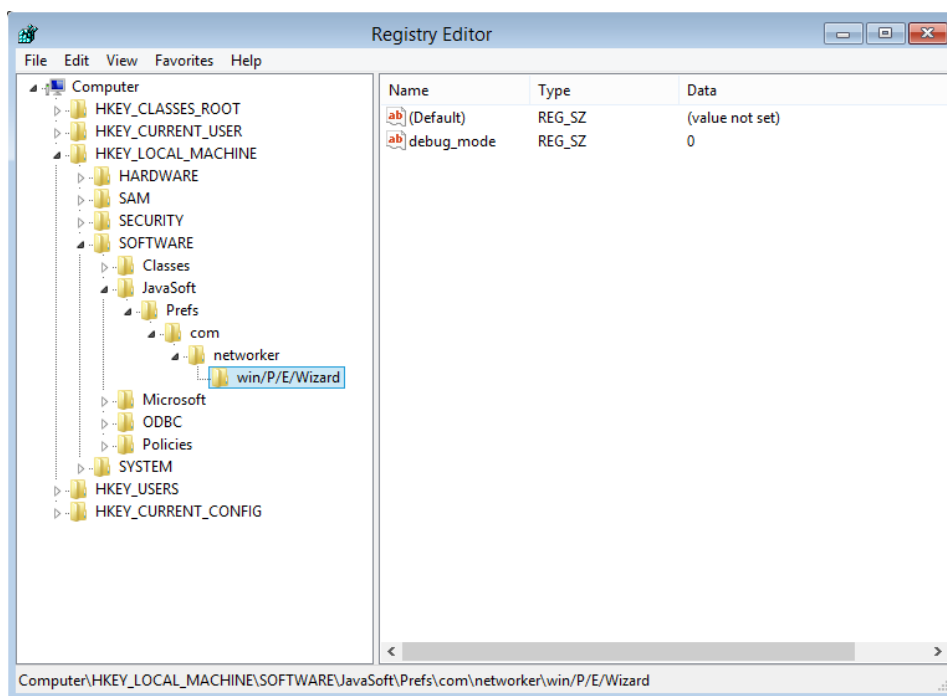 Registry Editor
File Edit View Favorites Help
Computer
HKEY_CLASSES_ROOT
HKEY_CURRENT_USER
HKEY_LOCAL_MACHINE
HARDWARE
SAM
SECURITY
SOFTWARE
Classes
JavaSoft
Prefs
com
networker
win/P/E/Wizard
Microsoft
ODBC
Policies
SYSTEM
HKEY_USERS
HKEY_CURRENT_CONFIG
Name Type Data
ab (Default) REG_SZ (value not set)
ab debug_mode REG_SZ 0
Computer\HKEY_LOCAL_MACHINE\SOFTWARE\JavaSoft\Prefs\com\networker\win/P/E/Wizard